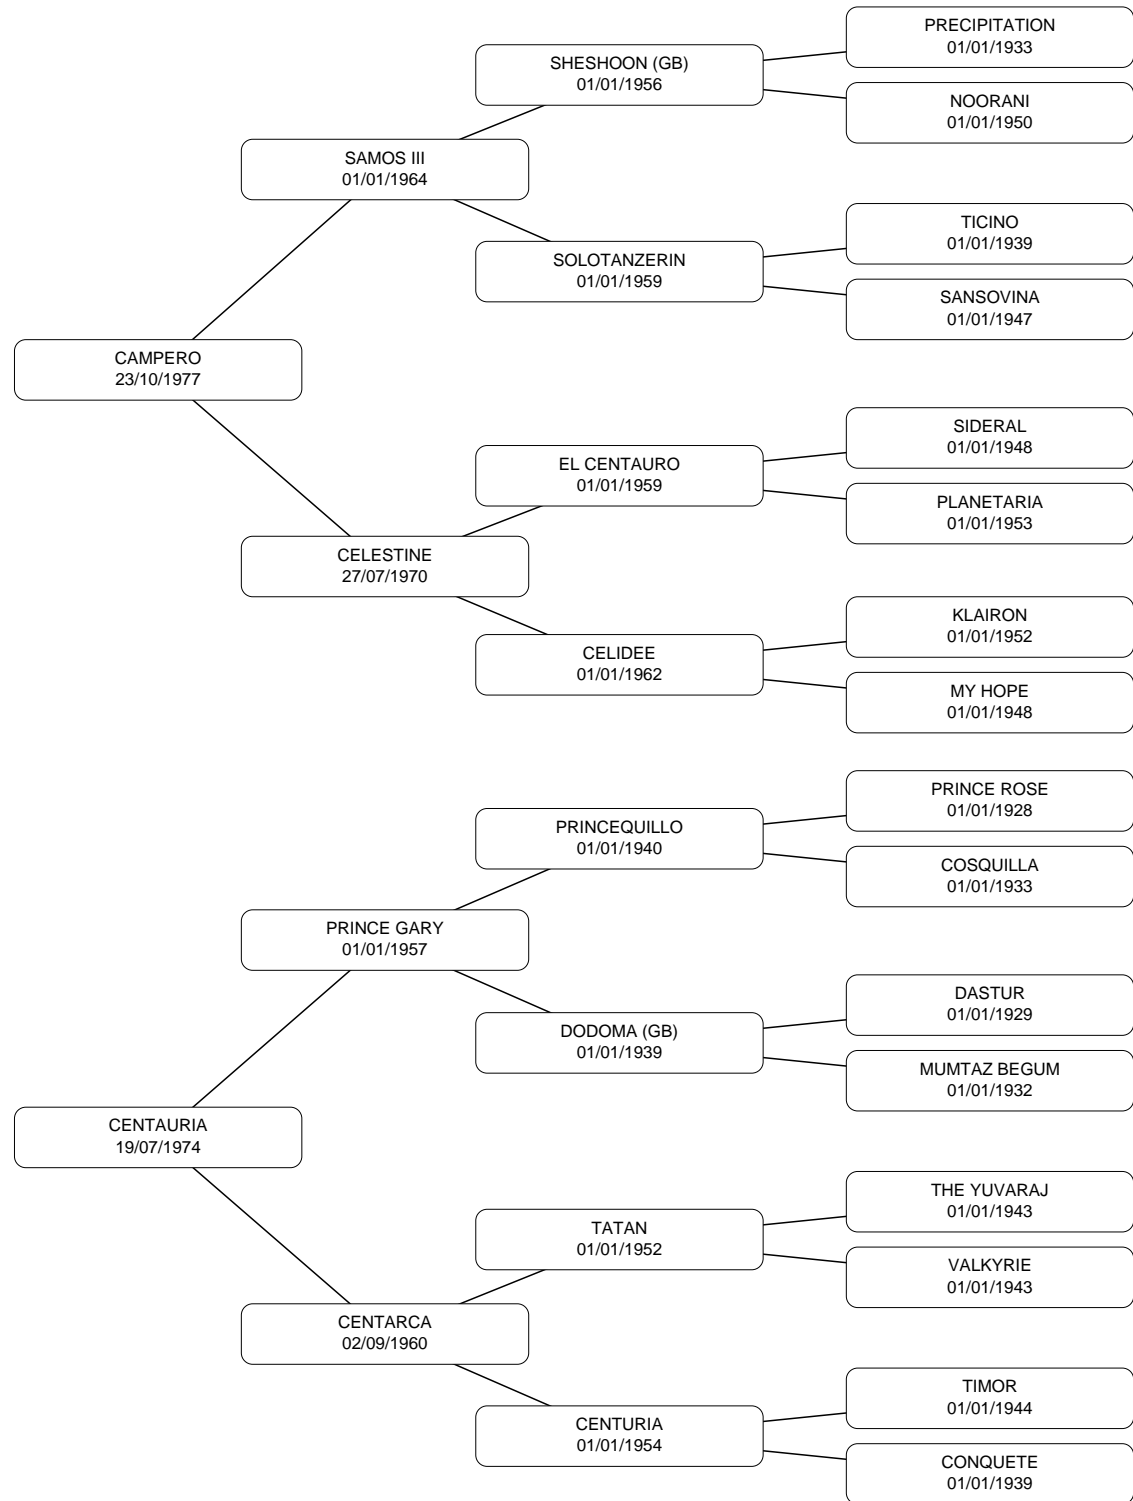 PRECIPITATION
01/01/1933
SHESHOON (GB)
01/01/1956
NOORANI
01/01/1950
SAMOS III
01/01/1964
TICINO
01/01/1939
SOLOTANZERIN
01/01/1959
SANSOVINA
01/01/1947
CAMPERO
23/10/1977
SIDERAL
01/01/1948
EL CENTAURO
01/01/1959
PLANETARIA
01/01/1953
CELESTINE
27/07/1970
KLAIRON
01/01/1952
CELIDEE
01/01/1962
MY HOPE
01/01/1948
PRINCE ROSE
01/01/1928
PRINCEQUILLO
01/01/1940
COSQUILLA
01/01/1933
PRINCE GARY
01/01/1957
DASTUR
01/01/1929
DODOMA (GB)
01/01/1939
MUMTAZ BEGUM
01/01/1932
CENTAURIA
19/07/1974
THE YUVARAJ
01/01/1943
TATAN
01/01/1952
VALKYRIE
01/01/1943
CENTARCA
02/09/1960
TIMOR
01/01/1944
CENTURIA
01/01/1954
CONQUETE
01/01/1939